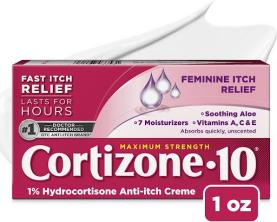 FAST ITCH
RELIEF
LASTS FOR
HOURS
#1 DOCTOR
RECOMMENDED
OTC ANTI-ITCH BRAND†
FEMININE ITCH
RELIEF
• Soothing Aloe
• 7 Moisturizers • Vitamins A, C & E
Absorbs quickly, unscented
MAXIMUM STRENGTH
Cortizone•10®
1% Hydrocortisone Anti-itch Creme
1 oz